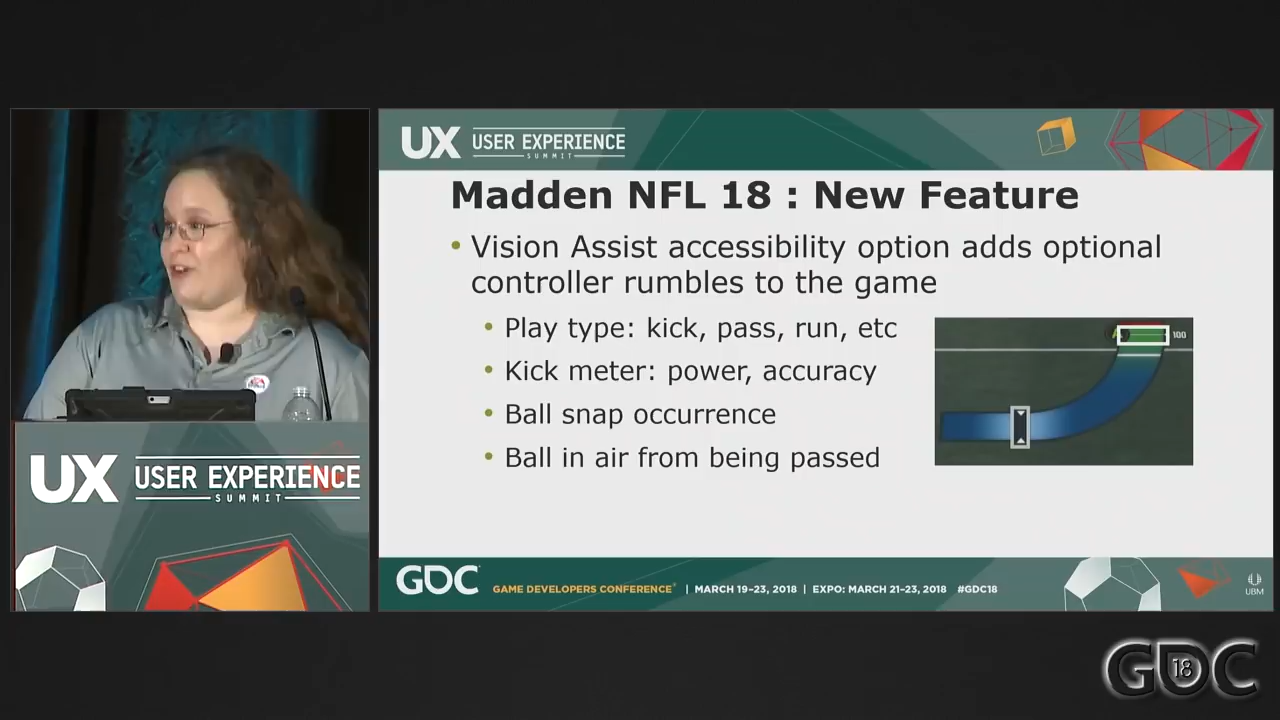 UX USER EXPERIENCE
SUMMIT
Madden NFL 18 : New Feature
• Vision Assist accessibility option adds optional
controller rumbles to the game
• Play type: kick, pass, run, etc
• Kick meter: power, accuracy
• Ball snap occurrence
• Ball in air from being passed
100
UX USER EXPERIENCE
SUMMIT
GDC GAME DEVELOPERS CONFERENCE® | MARCH 19–23, 2018 | EXPO: MARCH 21–23, 2018 #GDC18
UBM
GDC 18